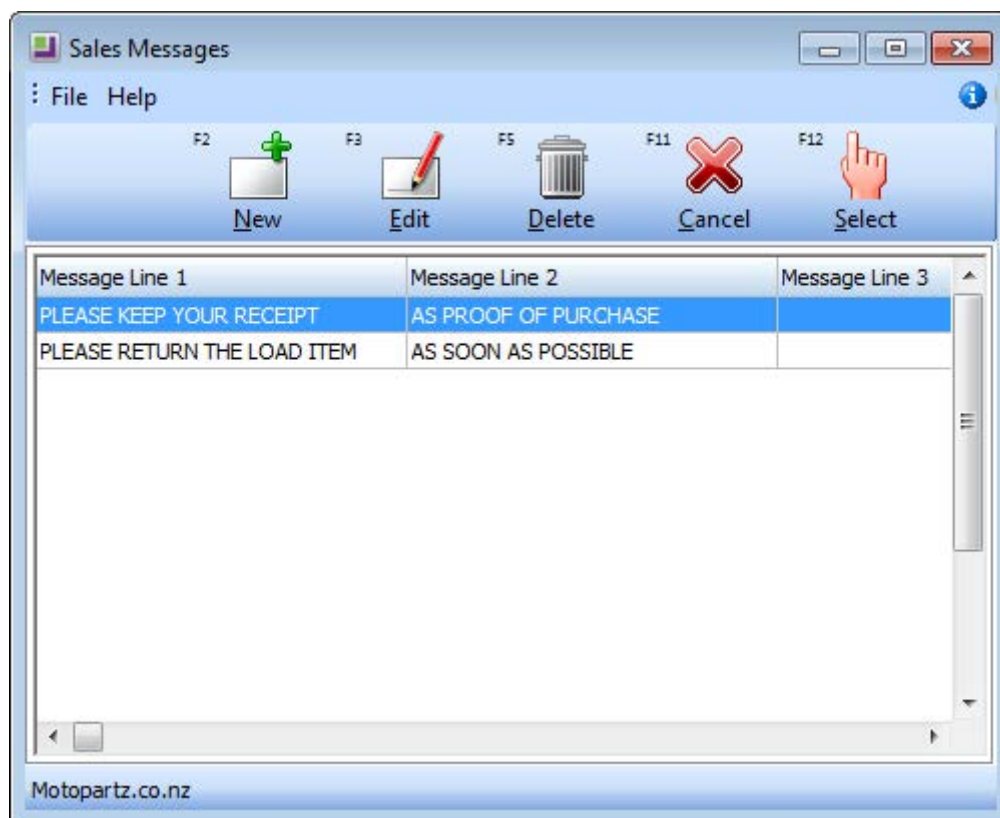 Sales Messages
File Help
F2 F3 F5 F11 F12
New Edit Delete Cancel Select
Message Line 1 Message Line 2 Message Line 3
PLEASE KEEP YOUR RECEIPT AS PROOF OF PURCHASE
PLEASE RETURN THE LOAD ITEM AS SOON AS POSSIBLE
Motopartz.co.nz